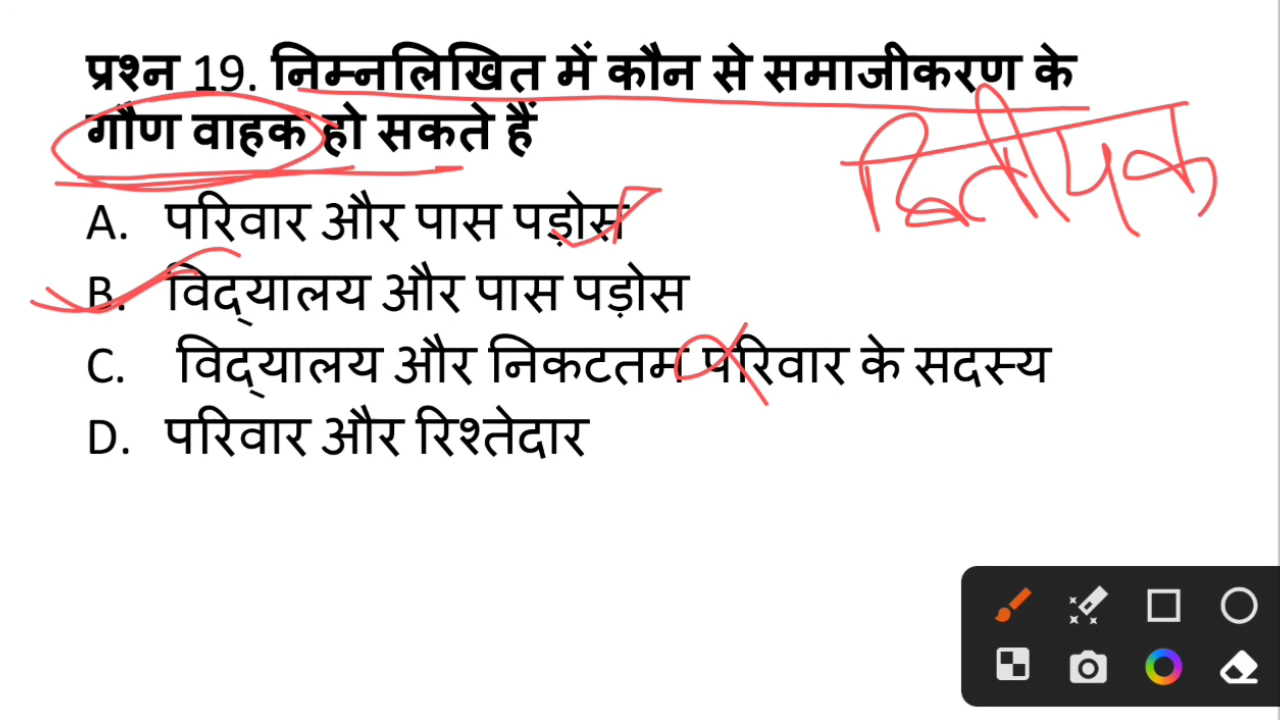 प्रश्न 19. निम्नलिखित में कौन से समाजीकरण के
गौण वाहक हो सकते हैं
द्वितीयक
A. परिवार और पास पड़ोस
B. विद्यालय और पास पड़ोस
C. विद्यालय और निकटतम परिवार के सदस्य
D. परिवार और रिश्तेदार